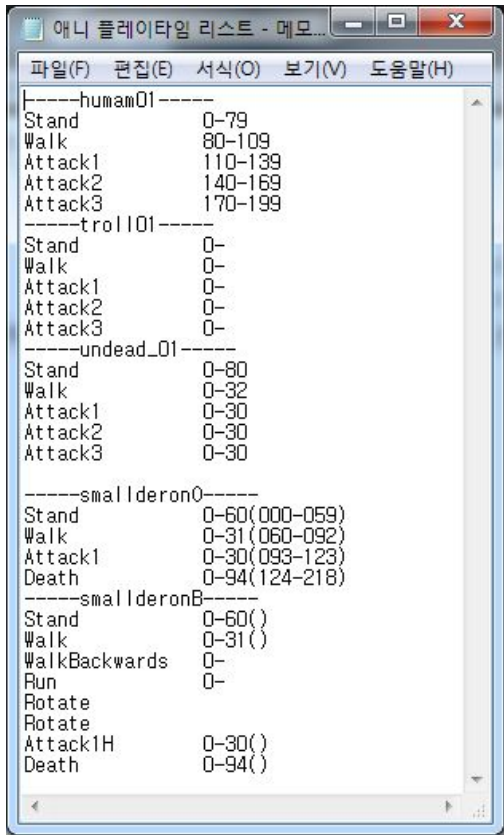 애니 플레이타임 리스트 - 메모...
파일(F) 편집(E) 서식(O) 보기(V) 도움말(H)
-----humam01-----
Stand 0-79
Walk 80-109
Attack1 110-139
Attack2 140-169
Attack3 170-199
-----troll01-----
Stand 0-
Walk 0-
Attack1 0-
Attack2 0-
Attack3 0-
-----undead_01-----
Stand 0-80
Walk 0-32
Attack1 0-30
Attack2 0-30
Attack3 0-30
-----smallderon0-----
Stand 0-60(000-059)
Walk 0-31(060-092)
Attack1 0-30(093-123)
Death 0-94(124-218)
-----smallderonB-----
Stand 0-60()
Walk 0-31()
WalkBackwards 0-
Run 0-
Rotate
Rotate
Attack1H 0-30()
Death 0-94()